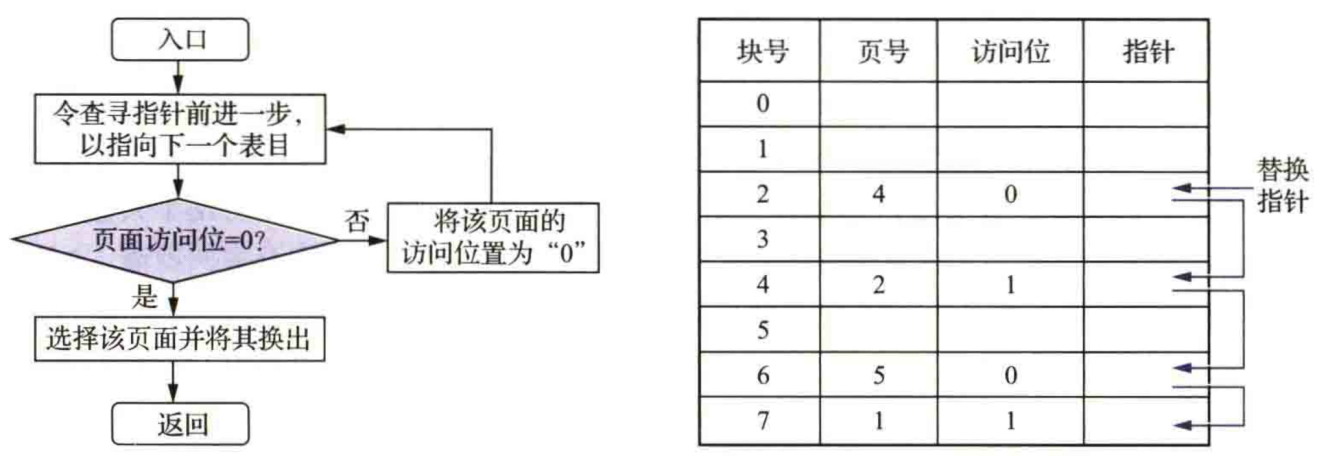 入口
令查寻指针前进一步，
以指向下一个表目
页面访问位=0?
否
将该页面的
访问位置为“0”
是
选择该页面并将其换出
返回
块号 页号 访问位 指针
0
1
2 4 0
3
4 2 1
5
6 5 0
7 1 1
替换
指针